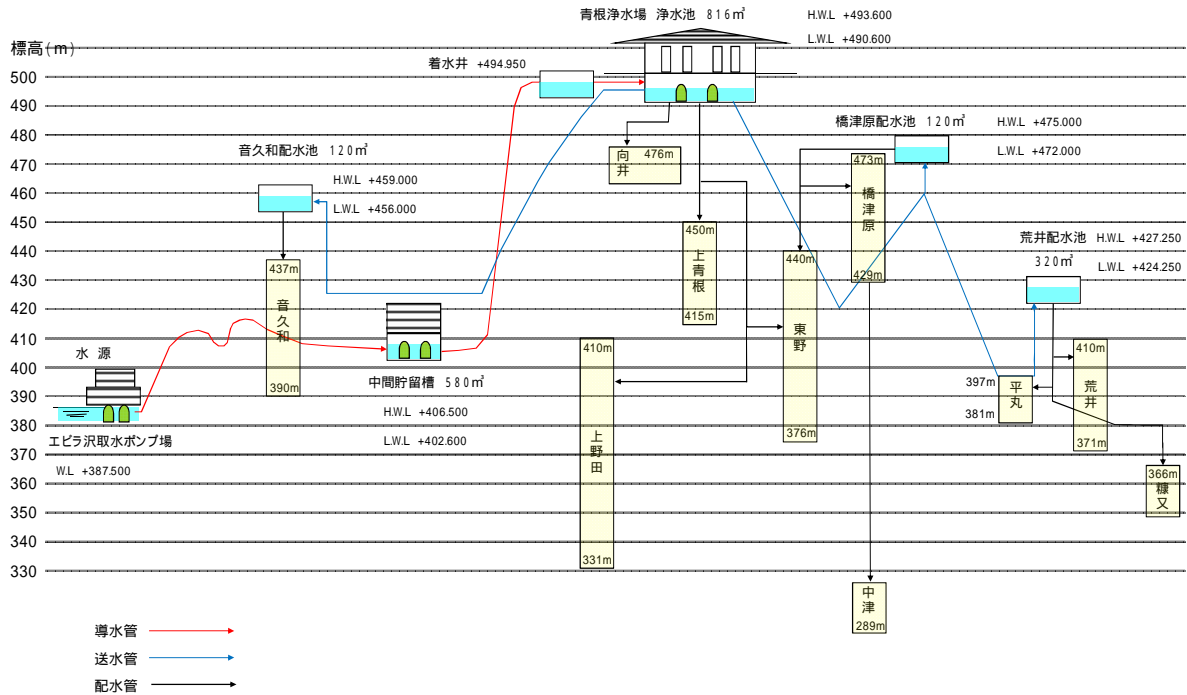 青根浄水場 浄水池 816㎥
H.W.L +493.600
L.W.L +490.600
標高(m)
500
490
480
470
460
450
440
430
420
410
400
390
380
370
360
350
340
330
着水井 +494.950
橋津原配水池 120㎥
H.W.L +475.000
L.W.L +472.000
音久和配水池 120㎥
H.W.L +459.000
L.W.L +456.000
向井 476m
473m
橋津原
429m
450m
上青根
415m
440m
東野
376m
荒井配水池 H.W.L +427.250
320㎥
L.W.L +424.250
437m
音久和
390m
410m
上野田
331m
397m
平丸
381m
410m
荒井
371m
366m
糠又
中津
289m
水 源
エビラ沢取水ポンプ場
W.L +387.500
中間貯留槽 580㎥
H.W.L +406.500
L.W.L +402.600
導水管
送水管
配水管